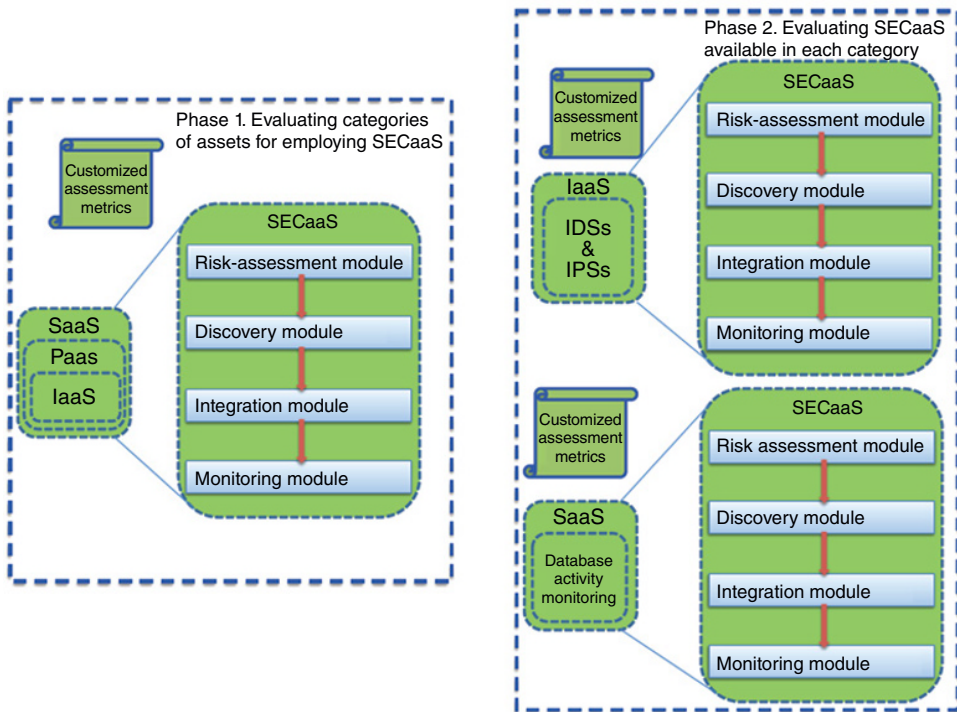 Phase 1. Evaluating categories
of assets for employing SECaaS
Customized
assessment
metrics
SECaaS
Risk-assessment module
Discovery module
Integration module
Monitoring module
SaaS
Paas
IaaS
Phase 2. Evaluating SECaaS
available in each category
Customized
assessment
metrics
SECaaS
Risk-assessment module
Discovery module
Integration module
Monitoring module
IaaS
IDSs
&
IPSs
Customized
assessment
metrics
SECaaS
Risk assessment module
Discovery module
Integration module
Monitoring module
SaaS
Database
activity
monitoring